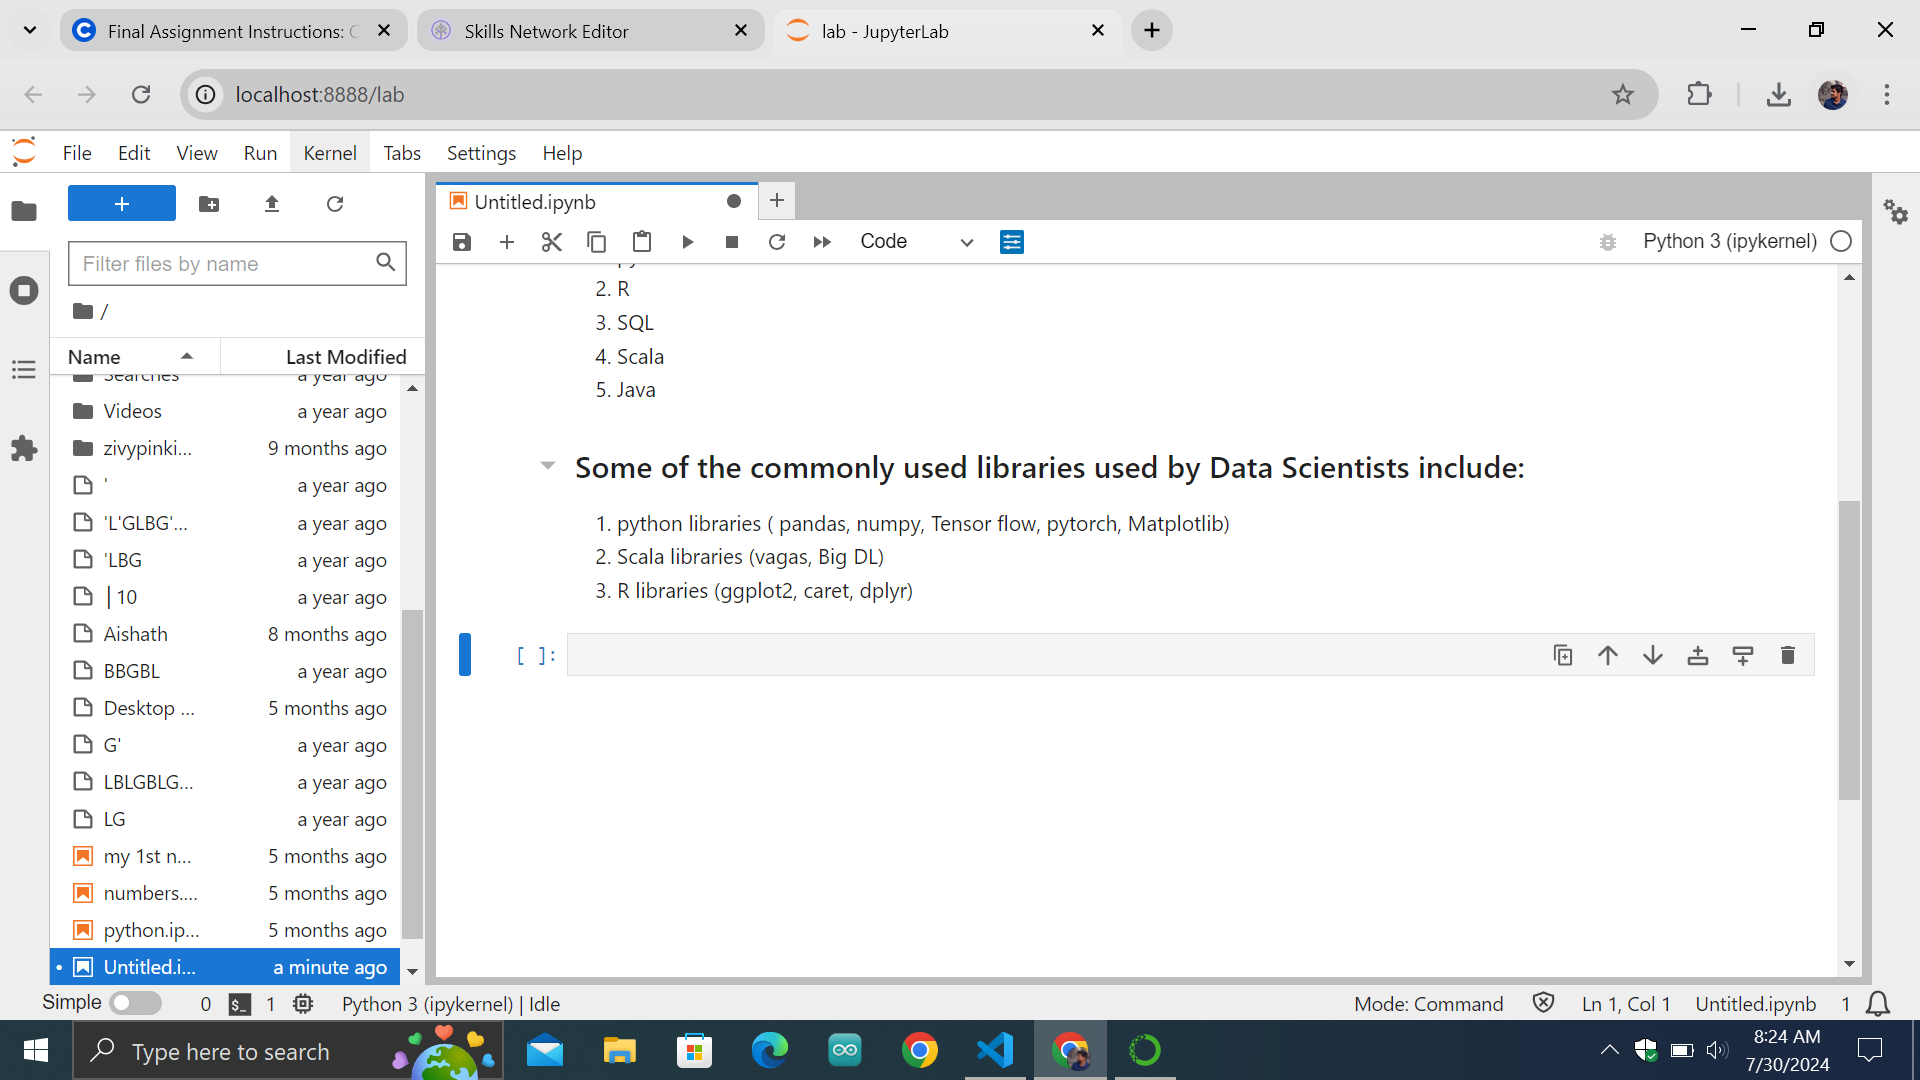 Final Assignment Instructions: C
Skills Network Editor
lab - JupyterLab
localhost:8888/lab
File Edit View Run Kernel Tabs Settings Help
Untitled.ipynb
Code
Python 3 (ipykernel)
Filter files by name
/
Name Last Modified
Searches a year ago
Videos a year ago
zivypinki... 9 months ago
' a year ago
'L'GLBG'... a year ago
'LBG a year ago
|10 a year ago
Aishath 8 months ago
BBGBL a year ago
Desktop ... 5 months ago
G' a year ago
LBLGBLG... a year ago
LG a year ago
my 1st n... 5 months ago
numbers.... 5 months ago
python.ip... 5 months ago
Untitled.i... a minute ago
2. R
3. SQL
4. Scala
5. Java
Some of the commonly used libraries used by Data Scientists include:
1. python libraries ( pandas, numpy, Tensor flow, pytorch, Matplotlib)
2. Scala libraries (vagas, Big DL)
3. R libraries (ggplot2, caret, dplyr)
[ ]:
Simple 0 $_ 1 Python 3 (ipykernel) | Idle
Mode: Command Ln 1, Col 1 Untitled.ipynb 1
Type here to search
8:24 AM
7/30/2024